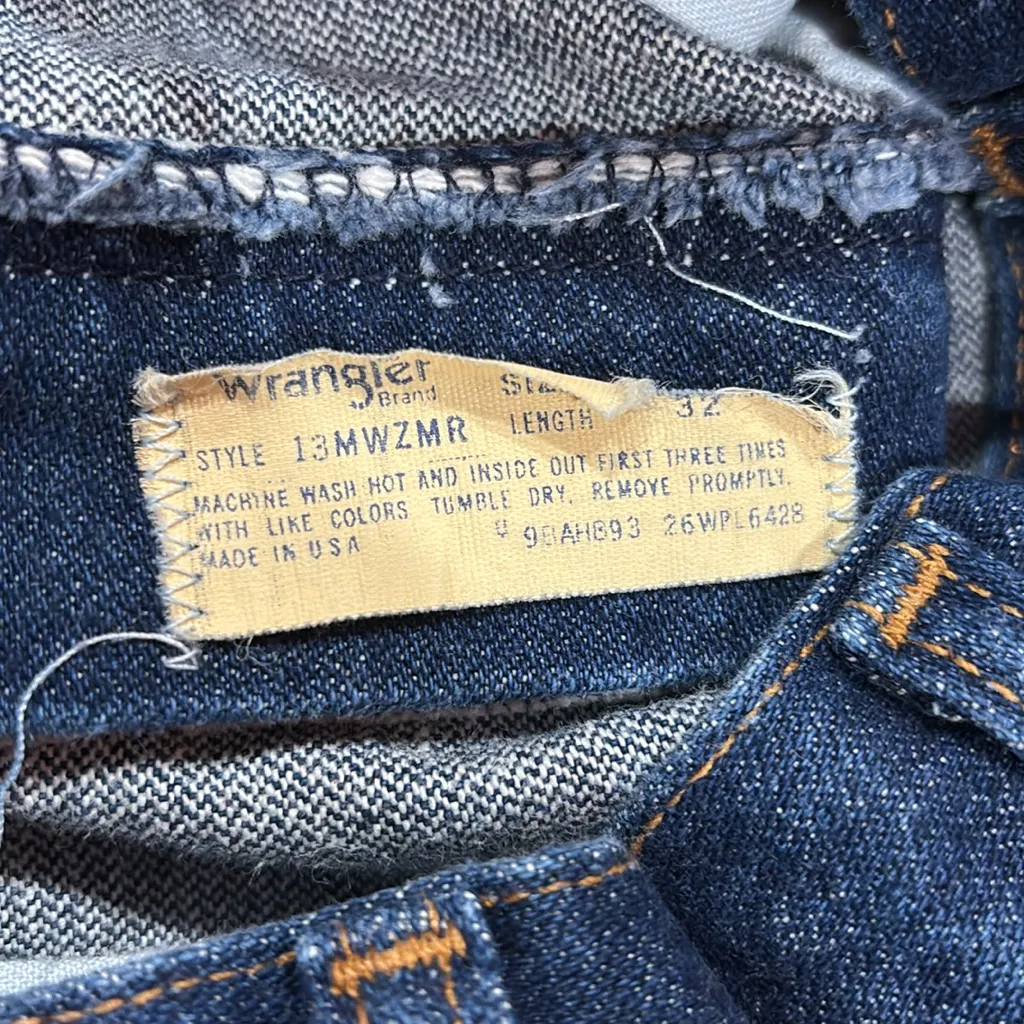 Wrangler
Brand
LENGTH 32
STYLE 13MWZMR
MACHINE WASH HOT AND INSIDE OUT FIRST THREE TIMES
WITH LIKE COLORS TUMBLE DRY. REMOVE PROMPTLY.
MADE IN USA 26WPL6428